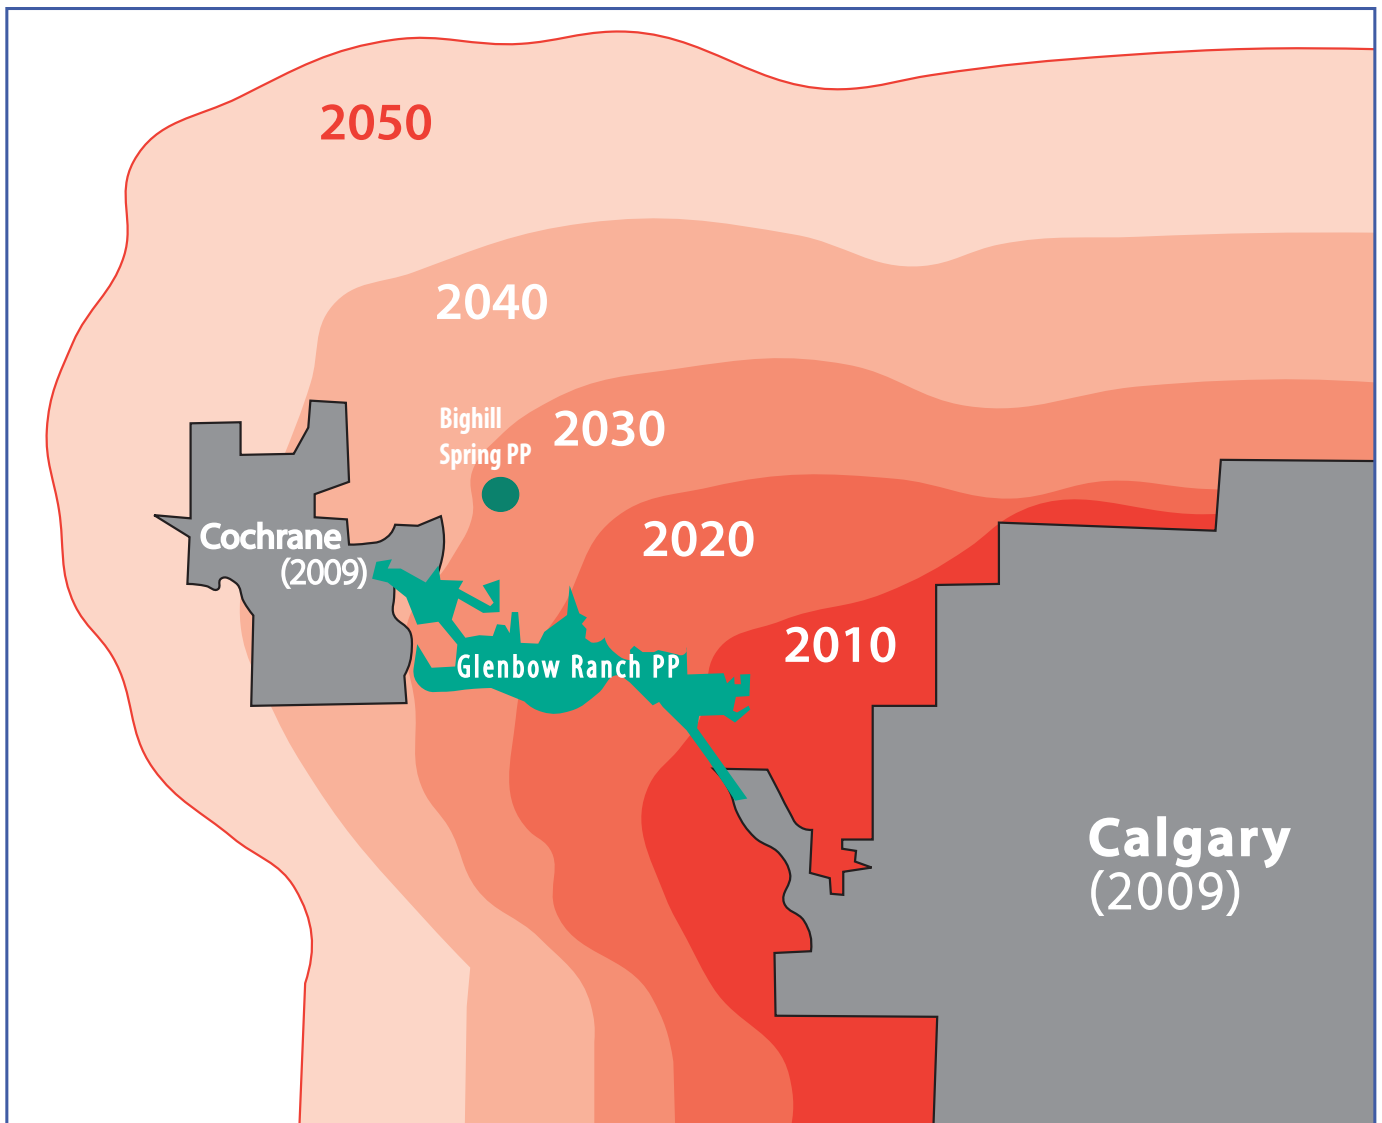 2050
2040
Bighill
Spring PP
2030
2020
Cochrane
(2009)
2010
Glenbow Ranch PP
Calgary
(2009)